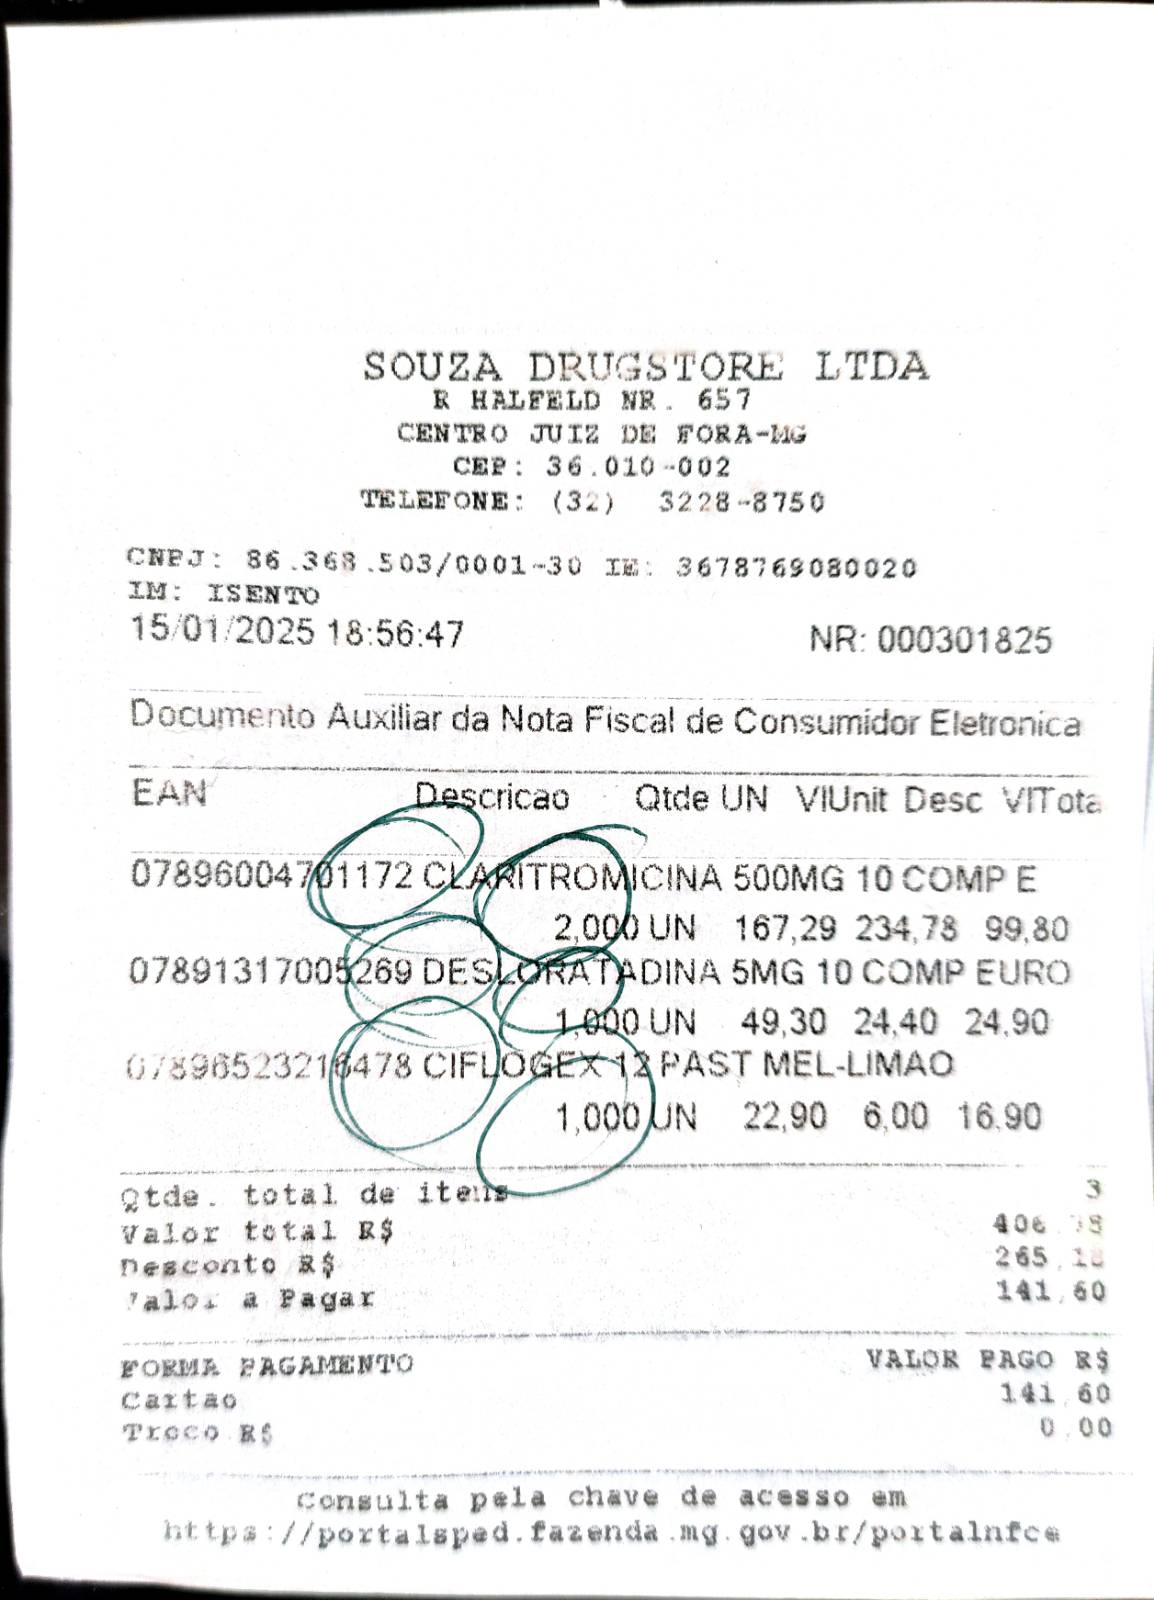 SOUZA DRUGSTORE LTDA
R HALFELD NR. 657
CENTRO JUIZ DE FORA-MG
CEP: 36.010-002
TELEFONE: (32) 3228-8750
CNPJ: 86.368.503/0001-30 IE: 3678769080020
IM: ISENTO
15/01/2025 18:56:47 NR: 000301825
Documento Auxiliar da Nota Fiscal de Consumidor Eletronica
EAN Descricao Qtde UN VlUnit Desc VlTota
07896004701172 CLARITROMICINA 500MG 10 COMP E
2,000 UN 167,29 234,78 99,80
07891317005269 DESLORATADINA 5MG 10 COMP EURO
1,000 UN 49,30 24,40 24,90
07896523216478 CIFLOGEX 12 PAST MEL-LIMAO
1,000 UN 22,90 6,00 16,90
Qtde. total de itens 3
Valor total R$ 406,78
Desconto R$ 265,18
Valor a Pagar 141,60
FORMA PAGAMENTO VALOR PAGO R$
Cartao 141,60
Troco R$ 0,00
Consulta pela chave de acesso em
https://portalsped.fazenda.mg.gov.br/portalnfce